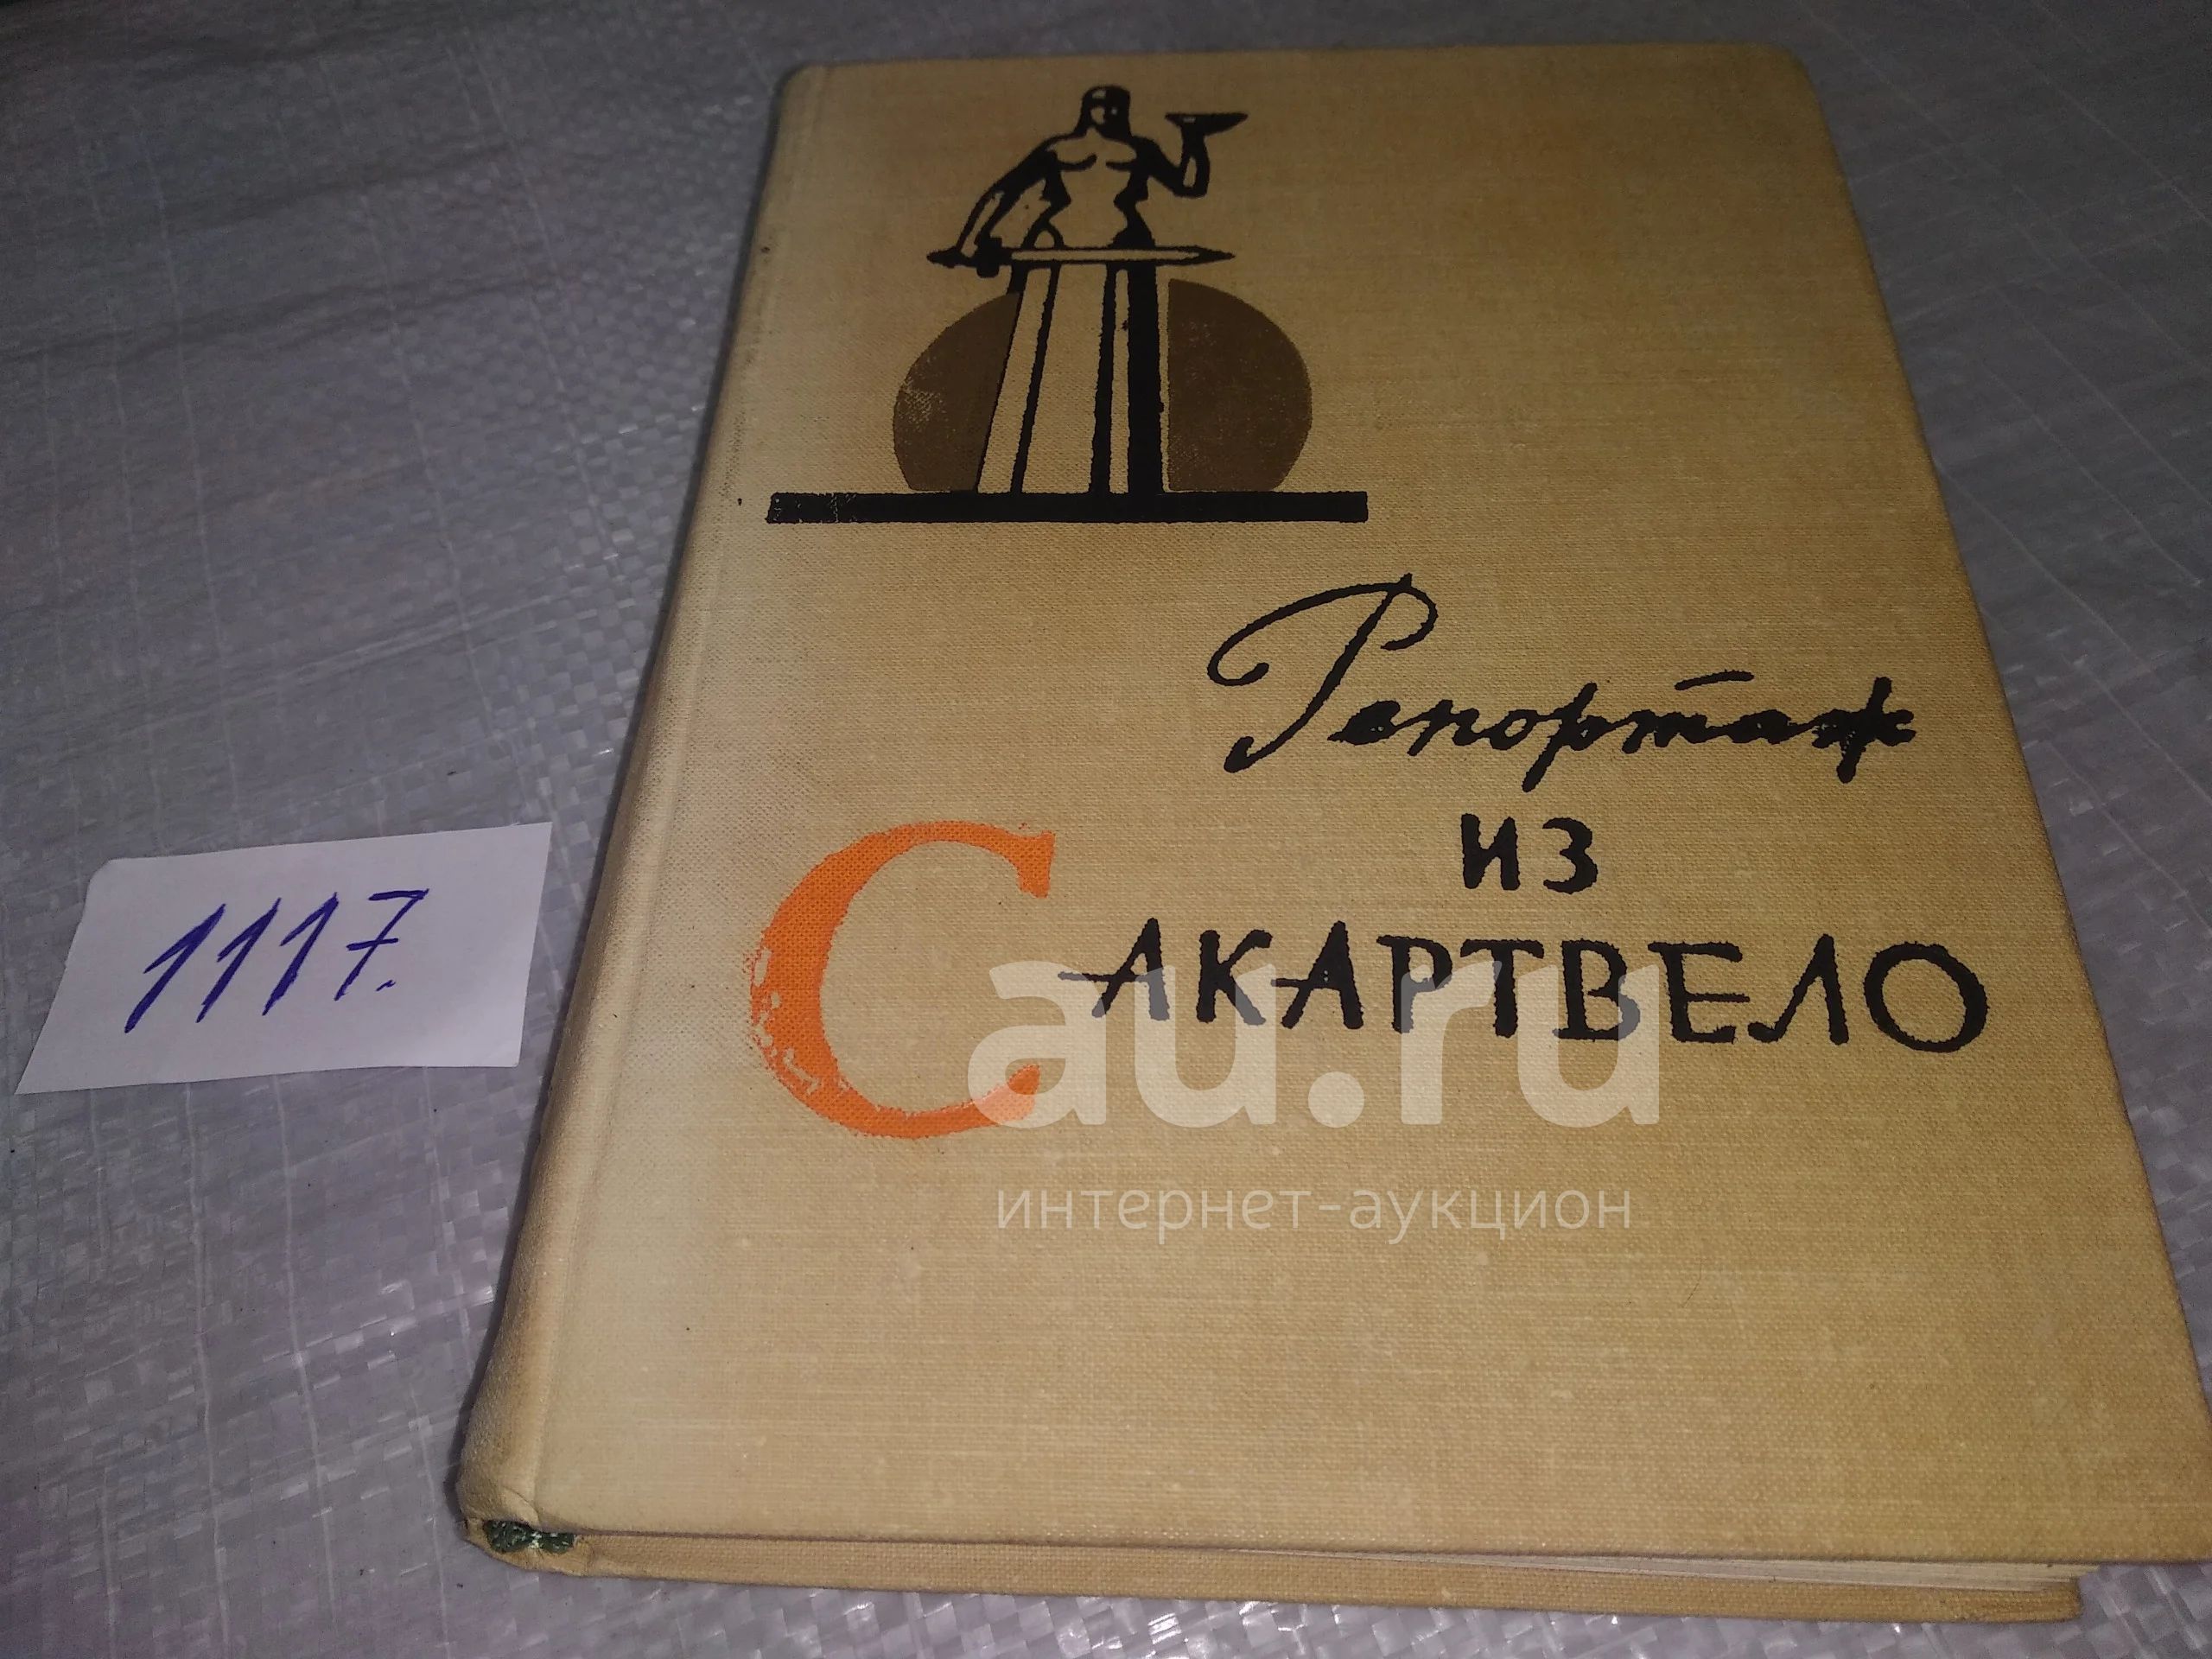 Репортаж
из
САКАРТВЕЛО
1117.
au.ru
интернет-аукцион